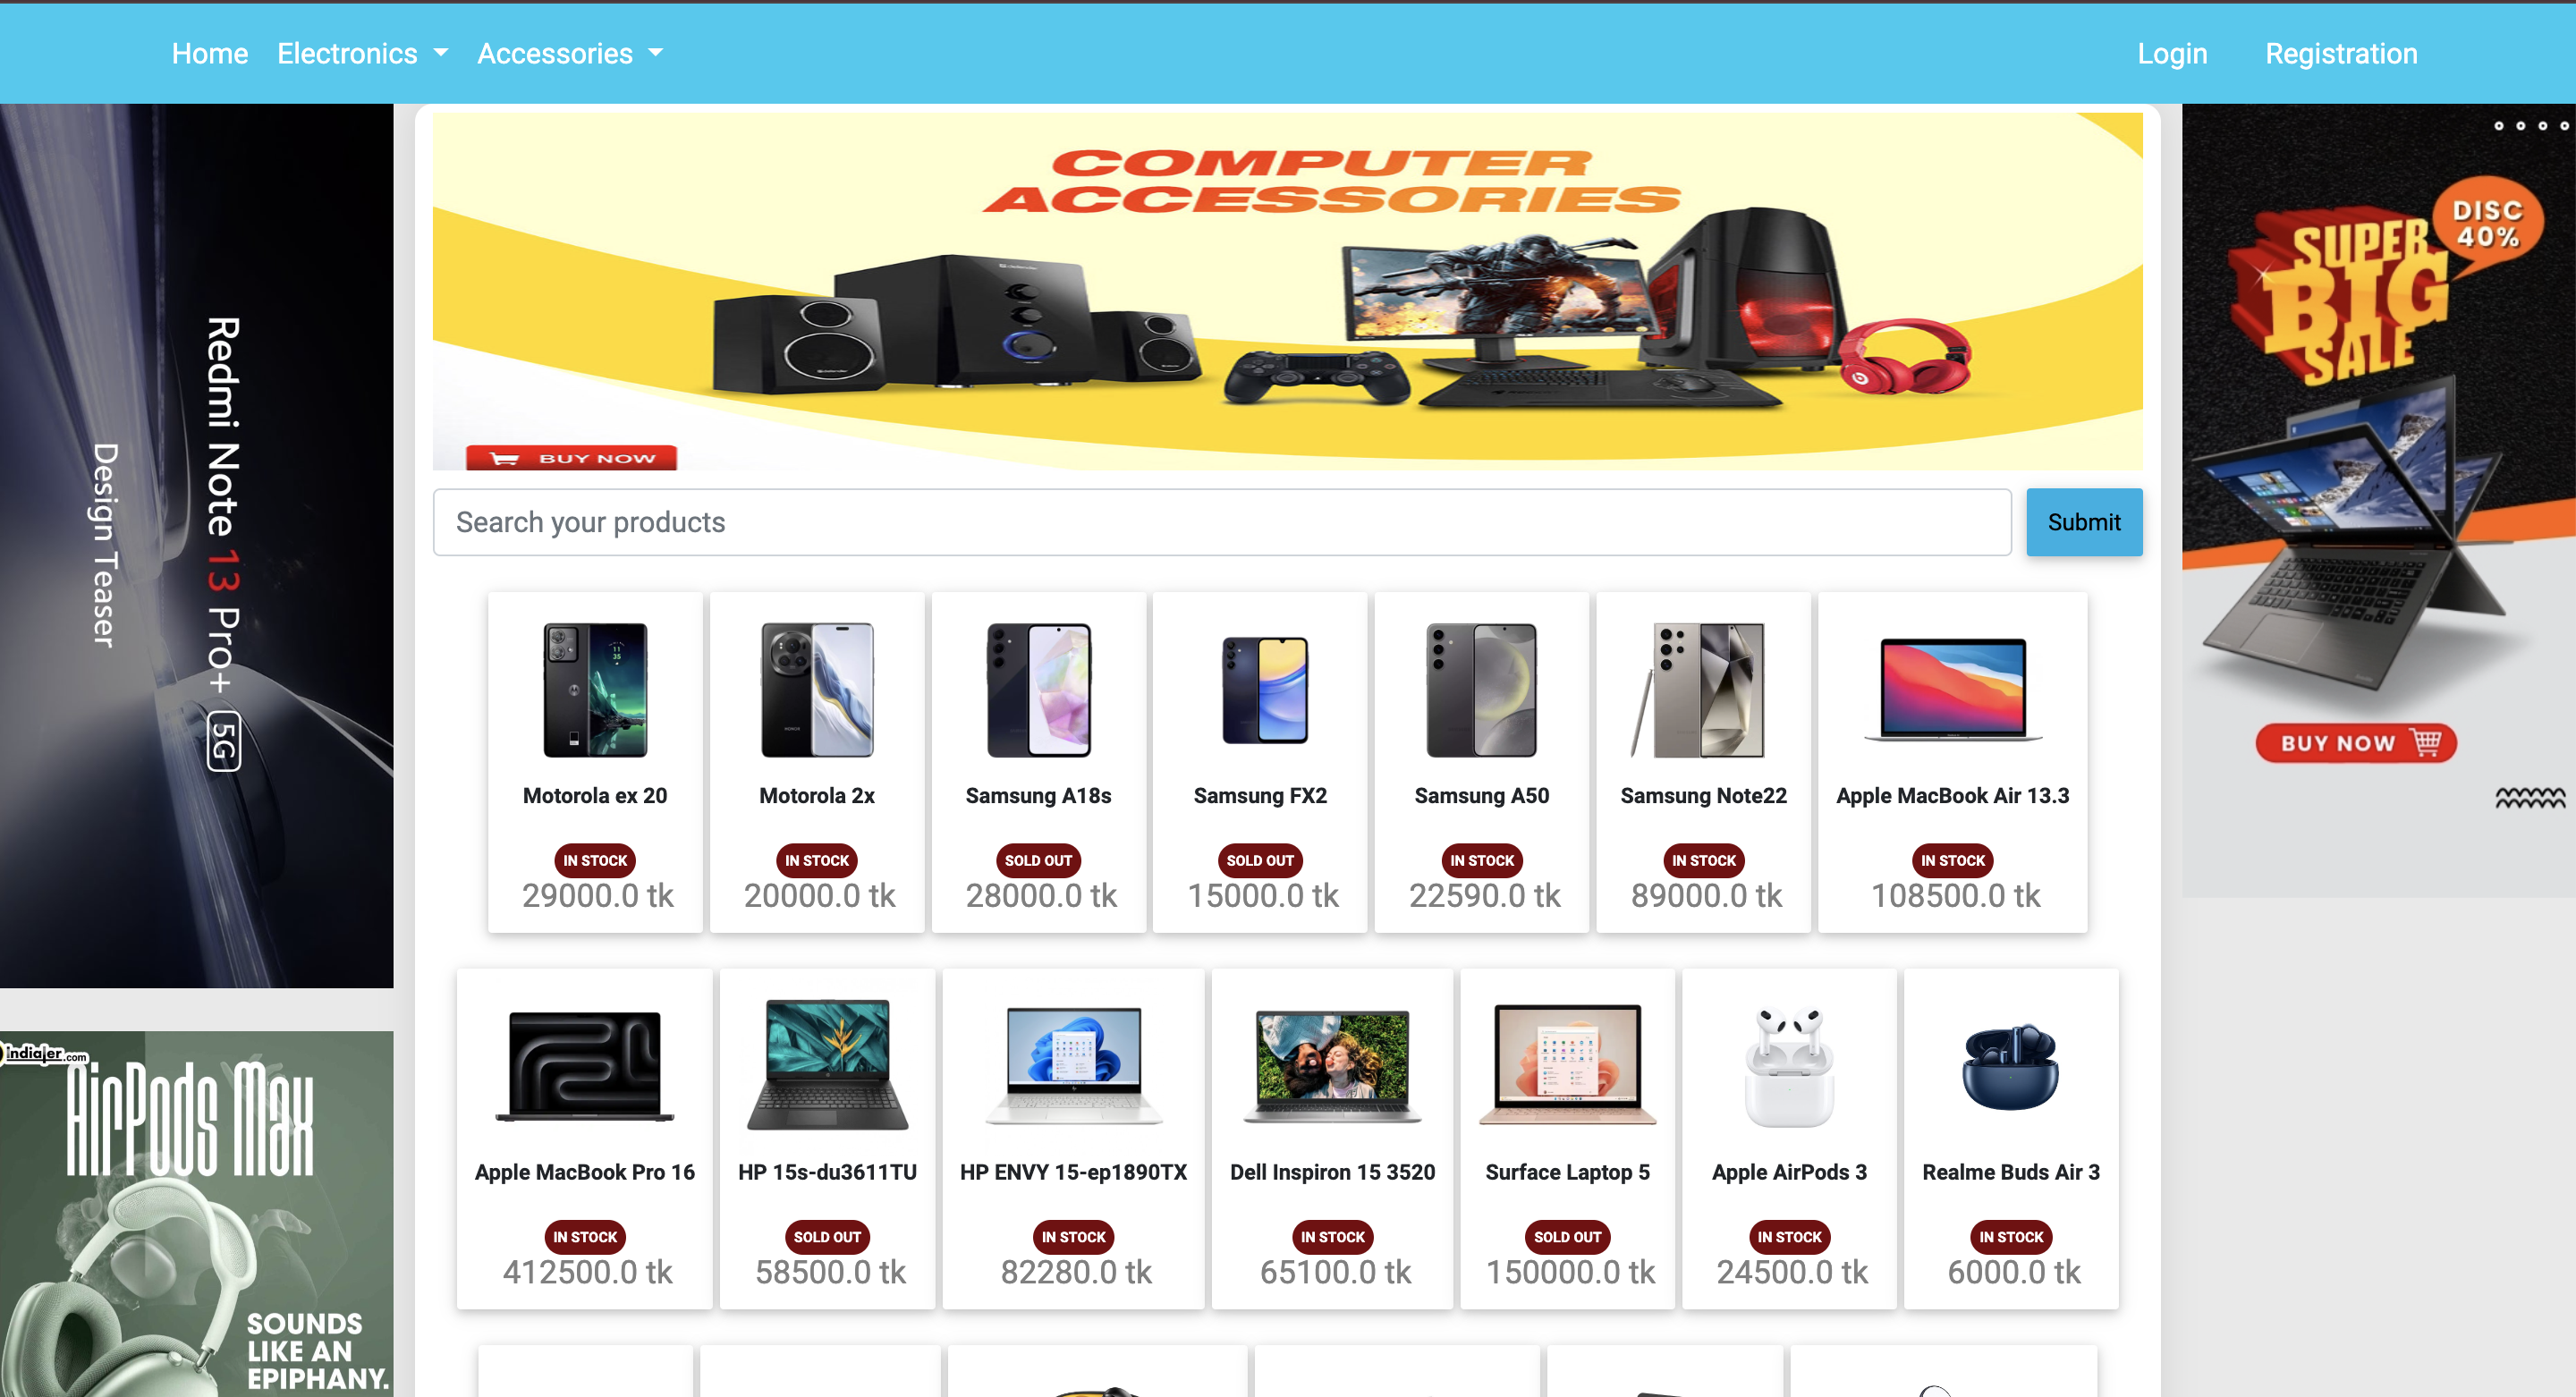 Home Electronics Accessories Login Registration
Redmi Note 13 Pro+ 5G
Design Teaser
COMPUTER
ACCESSORIES
BUY NOW
DISC
40%
SUPER
BIG
SALE
BUY NOW
Search your products
Submit
Motorola ex 20
IN STOCK
29000.0 tk
Motorola 2x
IN STOCK
20000.0 tk
Samsung A18s
SOLD OUT
28000.0 tk
Samsung FX2
SOLD OUT
15000.0 tk
Samsung A50
IN STOCK
22590.0 tk
Samsung Note22
IN STOCK
89000.0 tk
Apple MacBook Air 13.3
IN STOCK
108500.0 tk
Apple MacBook Pro 16
IN STOCK
412500.0 tk
HP 15s-du3611TU
SOLD OUT
58500.0 tk
HP ENVY 15-ep1890TX
IN STOCK
82280.0 tk
Dell Inspiron 15 3520
IN STOCK
65100.0 tk
Surface Laptop 5
SOLD OUT
150000.0 tk
Apple AirPods 3
IN STOCK
24500.0 tk
Realme Buds Air 3
IN STOCK
6000.0 tk
Indiater.com
AirPods Max
SOUNDS
LIKE AN
EPIPHANY.